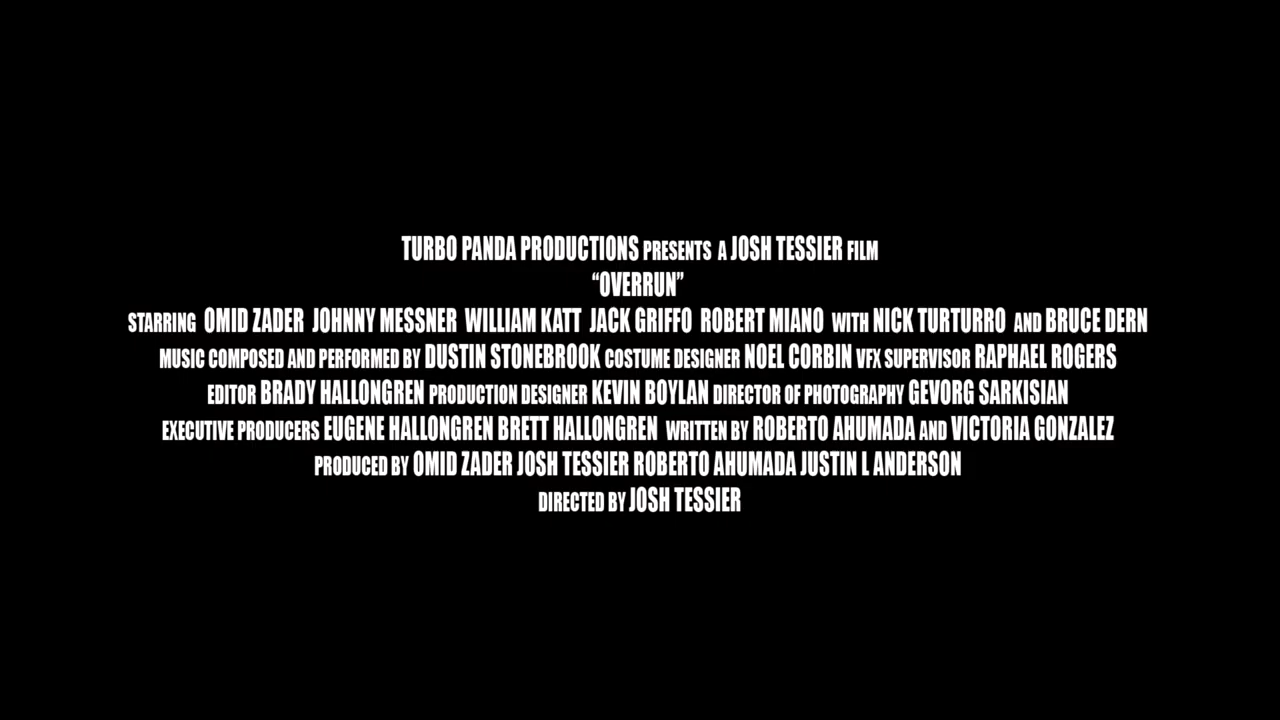 TURBO PANDA PRODUCTIONS PRESENTS A JOSH TESSIER FILM
“OVERRUN”
STARRING OMID ZADER JOHNNY MESSNER WILLIAM KATT JACK GRIFFO ROBERT MIANO WITH NICK TURTURRO AND BRUCE DERN
MUSIC COMPOSED AND PERFORMED BY DUSTIN STONEBROOK COSTUME DESIGNER NOEL CORBIN VFX SUPERVISOR RAPHAEL ROGERS
EDITOR BRADY HALLONGREN PRODUCTION DESIGNER KEVIN BOYLAN DIRECTOR OF PHOTOGRAPHY GEVORG SARKISIAN
EXECUTIVE PRODUCERS EUGENE HALLONGREN BRETT HALLONGREN WRITTEN BY ROBERTO AHUMADA AND VICTORIA GONZALEZ
PRODUCED BY OMID ZADER JOSH TESSIER ROBERTO AHUMADA JUSTIN L ANDERSON
DIRECTED BY JOSH TESSIER